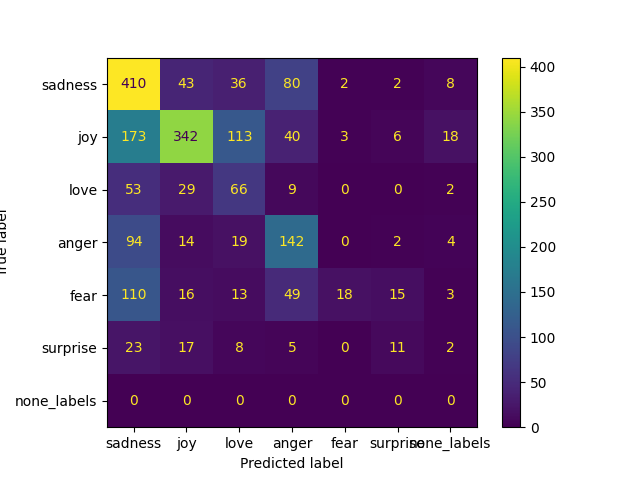 sadness 410 43 36 80 2 2 8
joy 173 342 113 40 3 6 18
love 53 29 66 9 0 0 2
anger 94 14 19 142 0 2 4
fear 110 16 13 49 18 15 3
surprise 23 17 8 5 0 11 2
none_labels 0 0 0 0 0 0 0
sadness joy love anger fear surprise none_labels
Predicted label
True label
400
350
300
250
200
150
100
50
0